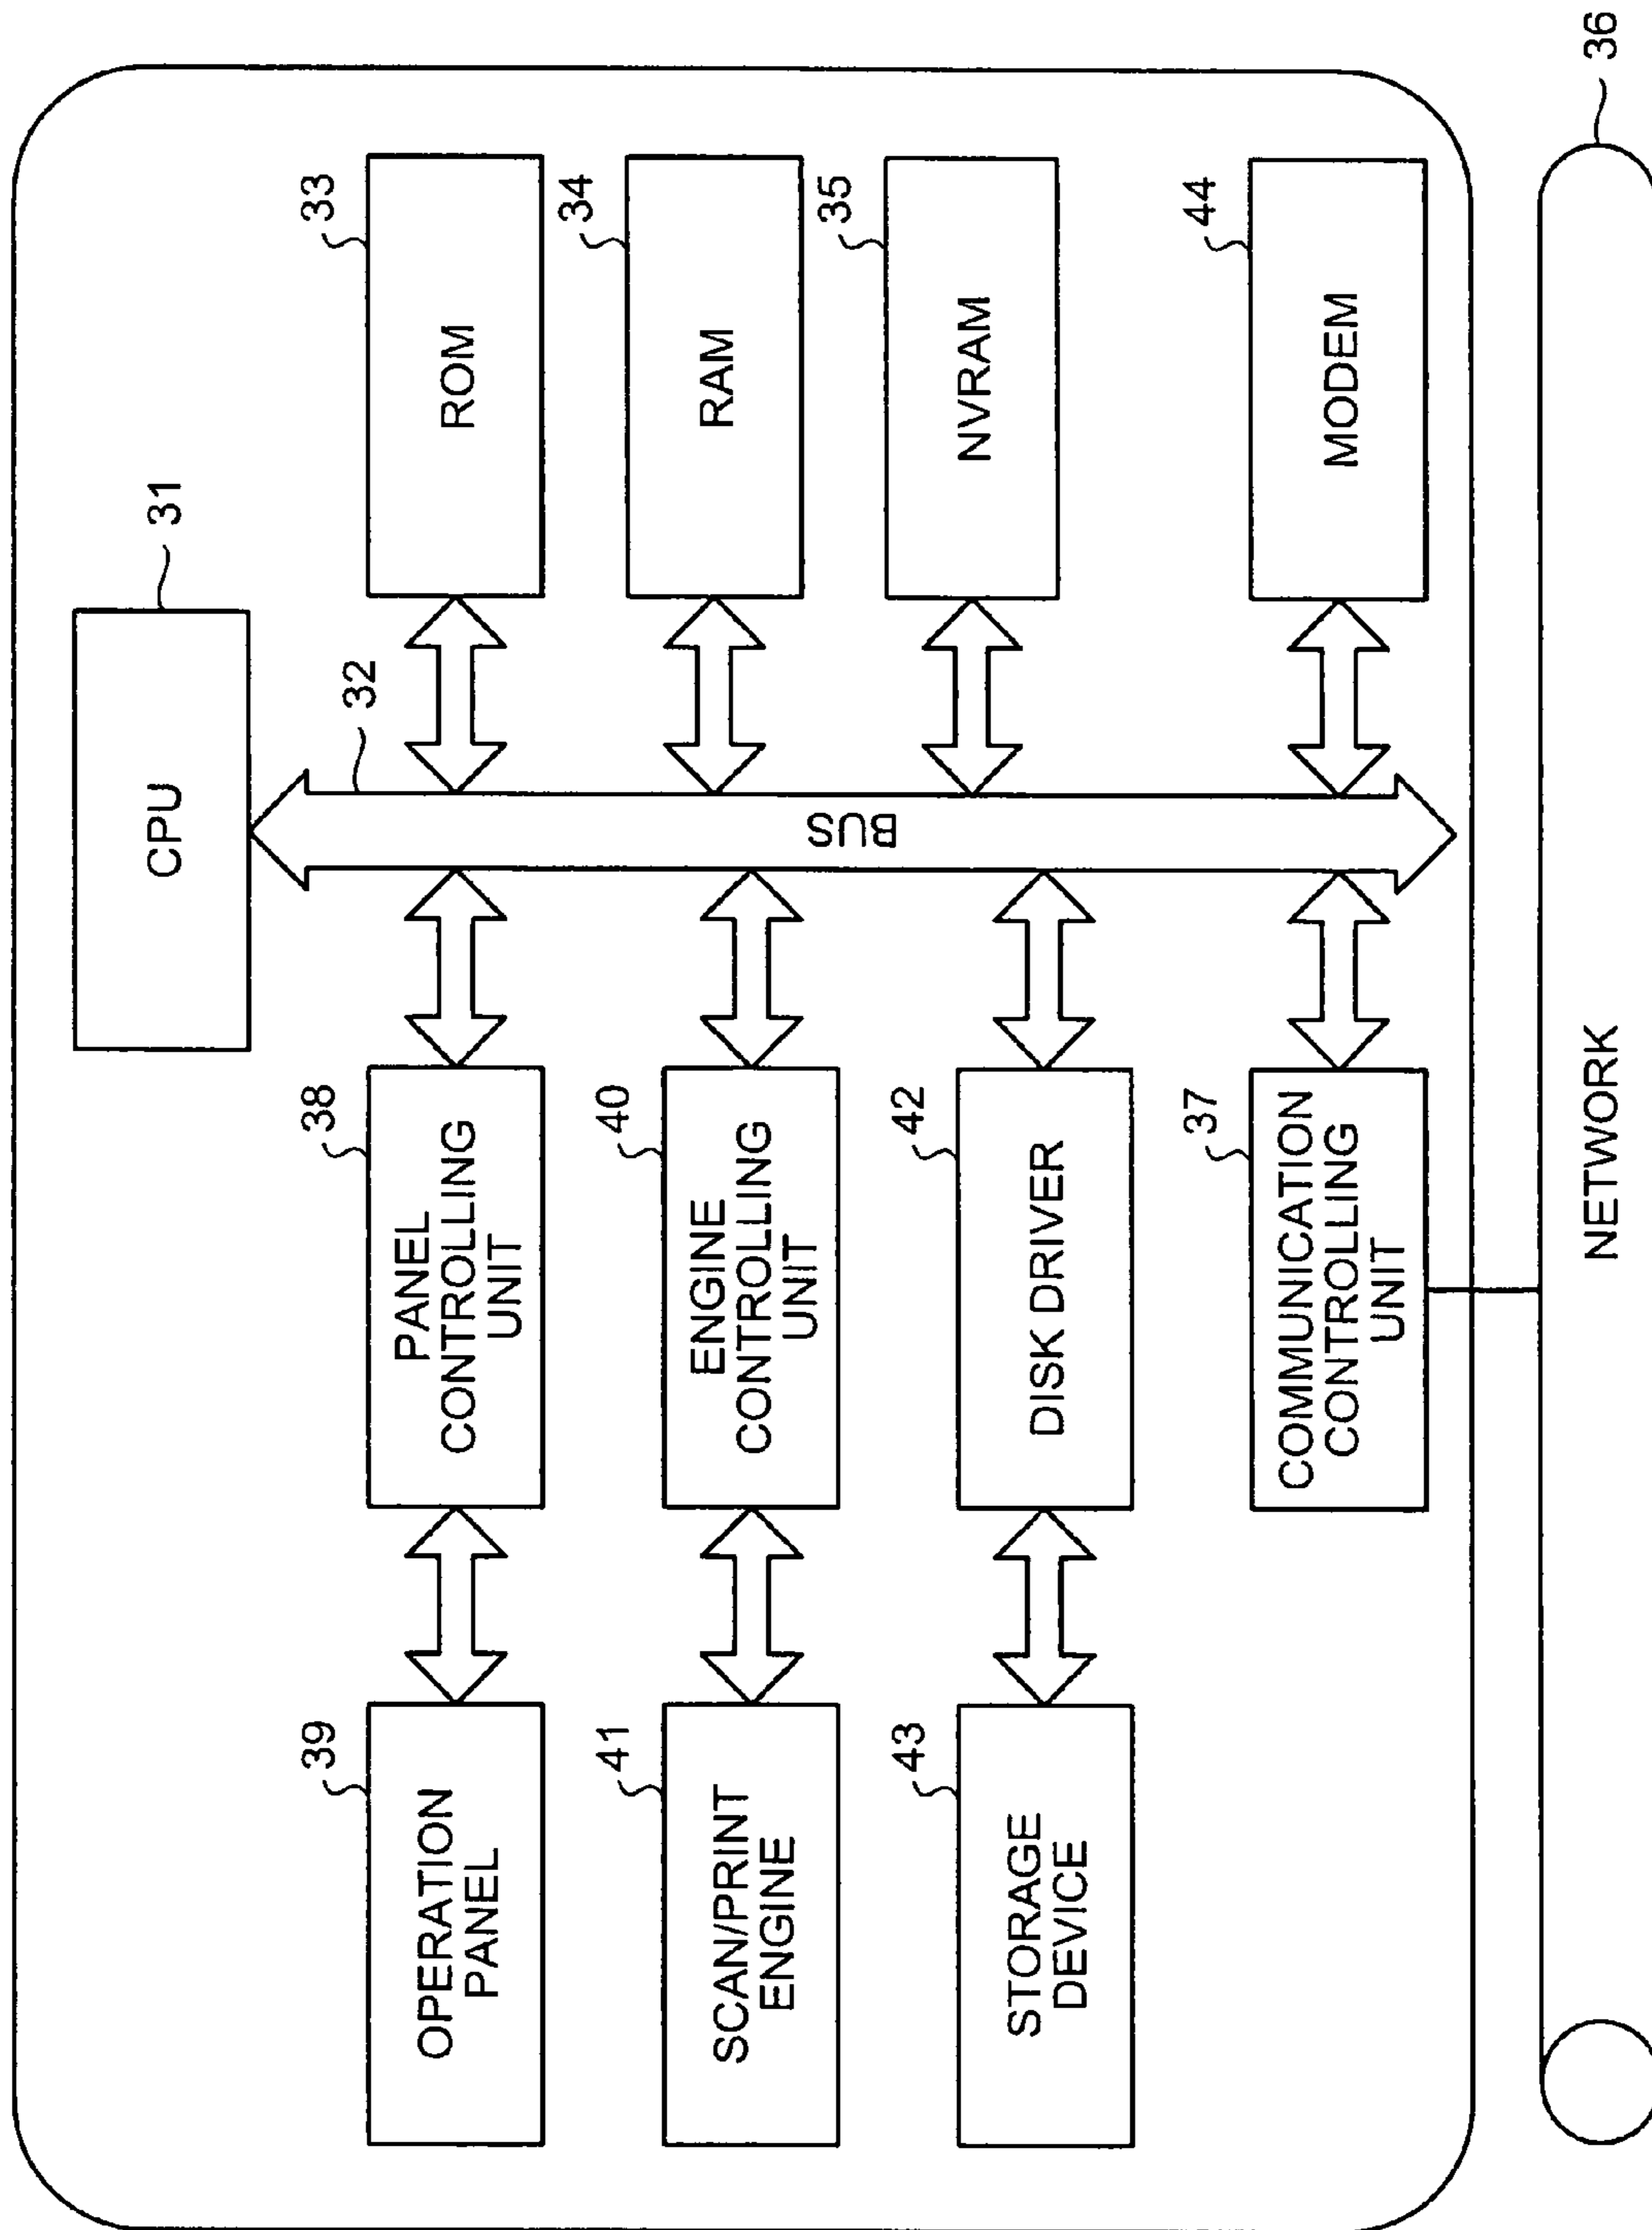 31
CPU
32
BUS
38
PANEL
CONTROLLING
UNIT
39
OPERATION
PANEL
33
ROM
40
ENGINE
CONTROLLING
UNIT
41
SCAN/PRINT
ENGINE
34
RAM
42
DISK DRIVER
43
STORAGE
DEVICE
35
NVRAM
37
COMMUNICATION
CONTROLLING
UNIT
44
MODEM
NETWORK
36